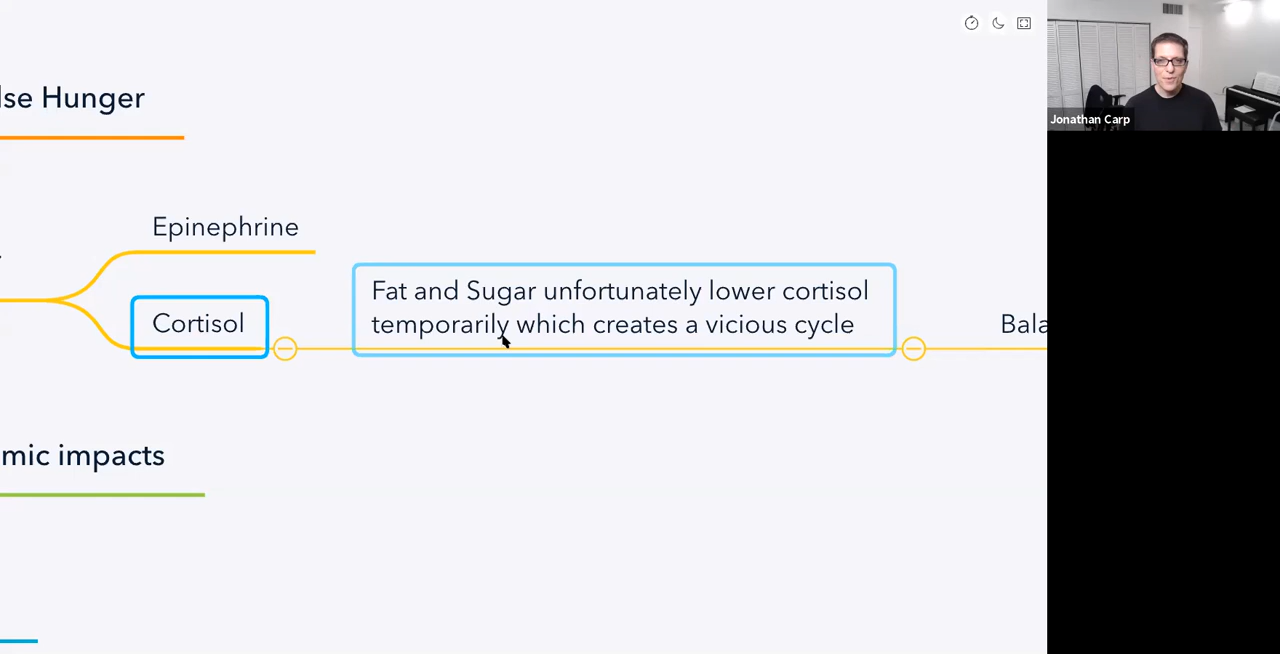 lse Hunger
Jonathan Carp
Epinephrine
Fat and Sugar unfortunately lower cortisol
temporarily which creates a vicious cycle
Cortisol
Bala
mic impacts